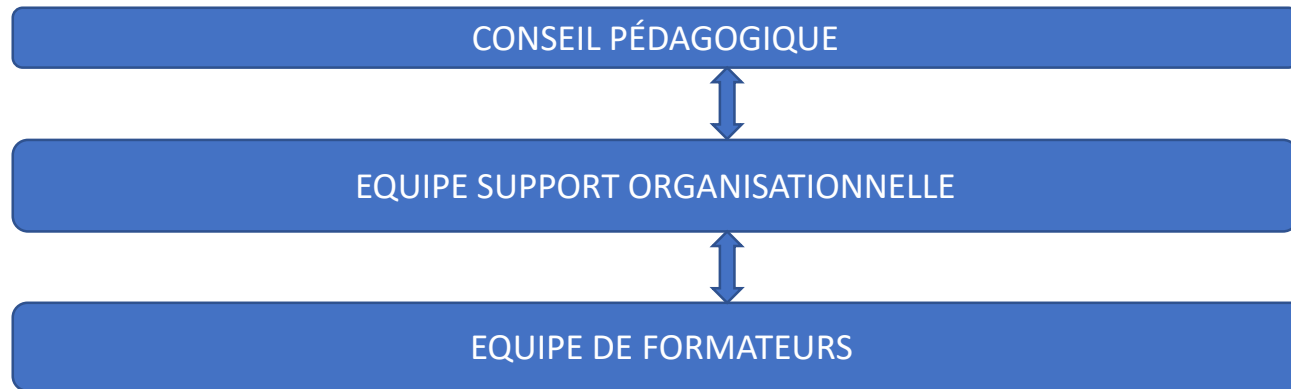 CONSEIL PÉDAGOGIQUE
EQUIPE SUPPORT ORGANISATIONNELLE
EQUIPE DE FORMATEURS